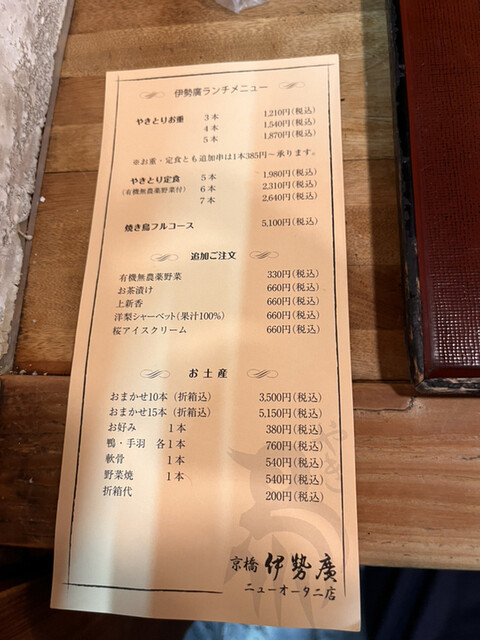 伊勢廣ランチメニュー
やきとりお重 3本 1,210円(税込)
4本 1,540円(税込)
5本 1,870円(税込)
※お重・定食とも追加串は1本385円〜承ります。
やきとり定食 5本 1,980円(税込)
(有機無農薬野菜付) 6本 2,310円(税込)
7本 2,640円(税込)
焼き鳥フルコース 5,100円(税込)
追加ご注文
有機無農薬野菜 330円(税込)
お茶漬け 660円(税込)
上新香 660円(税込)
洋梨シャーベット(果汁100%) 660円(税込)
桜アイスクリーム 660円(税込)
お土産
おまかせ10本(折箱込) 3,500円(税込)
おまかせ15本(折箱込) 5,150円(税込)
お好み 1本 380円(税込)
鴨・手羽 各1本 760円(税込)
軟骨 1本 540円(税込)
野菜焼 1本 540円(税込)
折箱代 200円(税込)
京橋 伊勢廣
ニューオータニ店